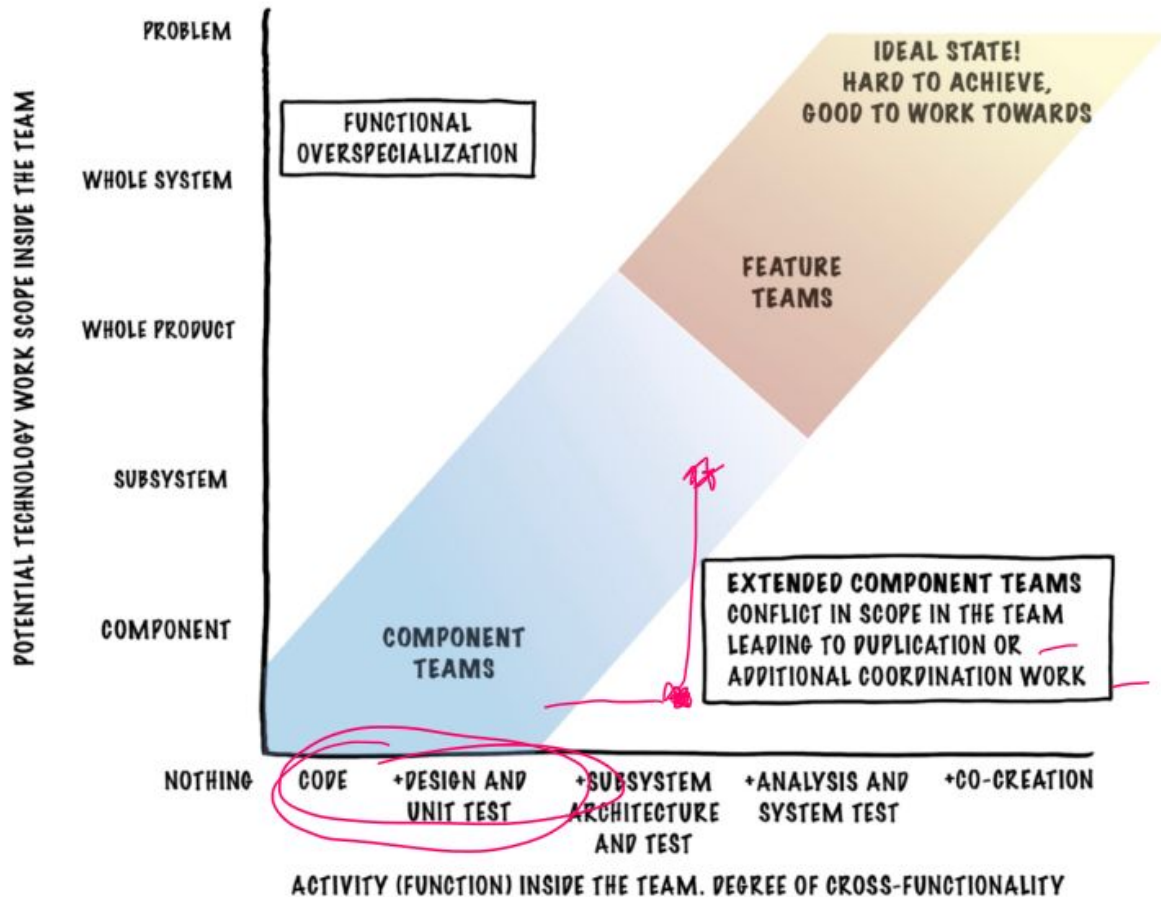 POTENTIAL TECHNOLOGY WORK SCOPE INSIDE THE TEAM
PROBLEM
WHOLE SYSTEM
WHOLE PRODUCT
SUBSYSTEM
COMPONENT
FUNCTIONAL
OVERSPECIALIZATION
IDEAL STATE!
HARD TO ACHIEVE,
GOOD TO WORK TOWARDS
FEATURE
TEAMS
COMPONENT
TEAMS
EXTENDED COMPONENT TEAMS
CONFLICT IN SCOPE IN THE TEAM
LEADING TO DUPLICATION OR
ADDITIONAL COORDINATION WORK
NOTHING
CODE
+DESIGN AND
UNIT TEST
+SUBSYSTEM
ARCHITECTURE
AND TEST
+ANALYSIS AND
SYSTEM TEST
+CO-CREATION
ACTIVITY (FUNCTION) INSIDE THE TEAM. DEGREE OF CROSS-FUNCTIONALITY